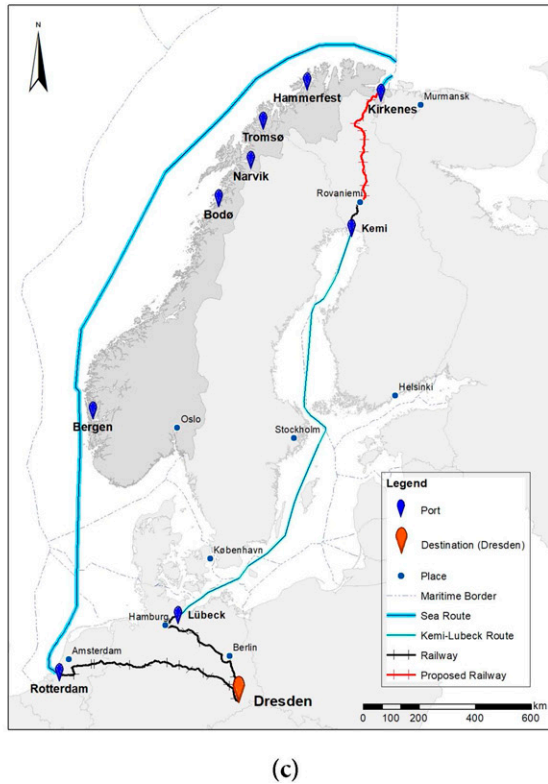 N
Hammerfest
Kirkenes
Murmansk
Tromsø
Narvik
Rovaniemi
Bodø
Kemi
Helsinki
Bergen
Oslo
Stockholm
København
Lübeck
Hamburg
Amsterdam
Berlin
Rotterdam
Dresden
Legend
Port
Destination (Dresden)
Place
Maritime Border
Sea Route
Kemi-Lubeck Route
Railway
Proposed Railway
km
0 100 200 400 600
(c)